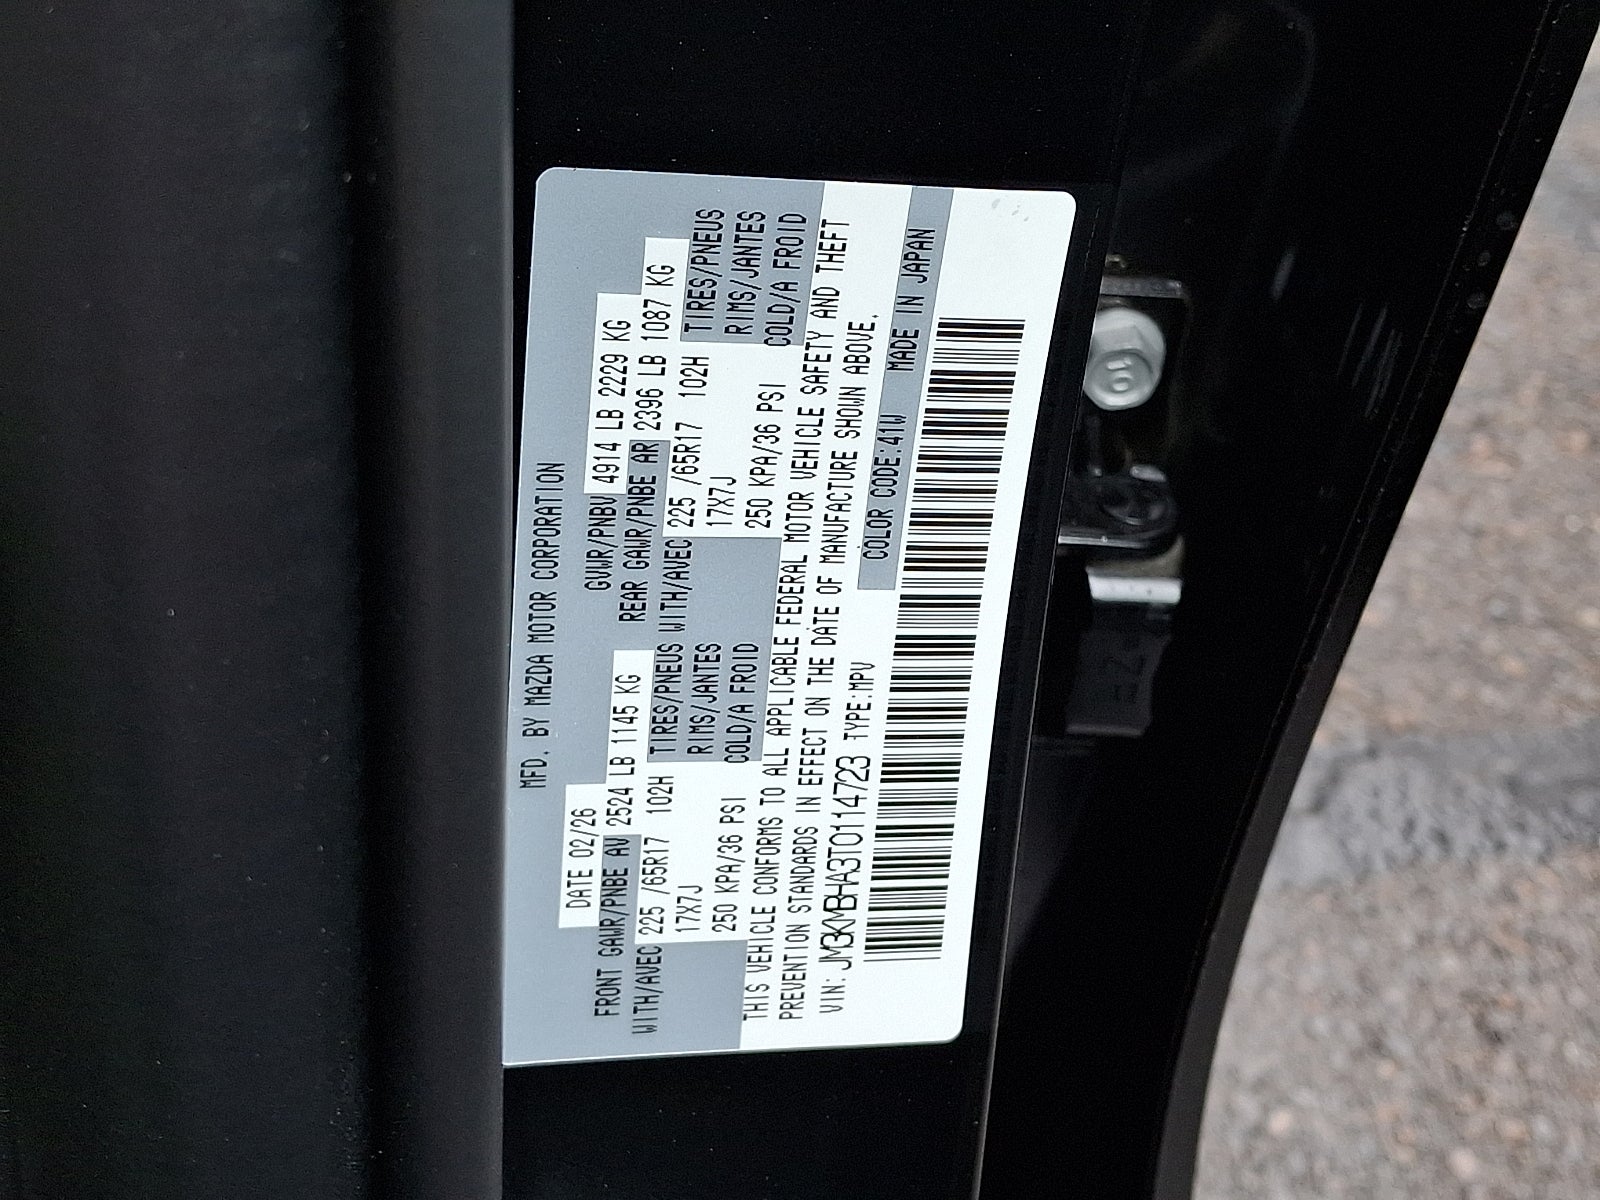 MFD. BY MAZDA MOTOR CORPORATION
DATE 02/26 GVWR/PNBV 4914 LB 2229 KG
FRONT GAWR/PNBE AV 2524 LB 1145 KG REAR GAWR/PNBE AR 2396 LB 1087 KG
WITH/AVEC 225 /65R17 102H TIRES/PNEUS WITH/AVEC 225 /65R17 102H TIRES/PNEUS
17X7J RIMS/JANTES 17X7J RIMS/JANTES
250 KPA/36 PSI COLD/A FROID 250 KPA/36 PSI COLD/A FROID
THIS VEHICLE CONFORMS TO ALL APPLICABLE FEDERAL MOTOR VEHICLE SAFETY AND THEFT
PREVENTION STANDARDS IN EFFECT ON THE DATE OF MANUFACTURE SHOWN ABOVE.
VIN: JM3KMBHA3T0114723 TYPE:MPV COLOR CODE:41W MADE IN JAPAN